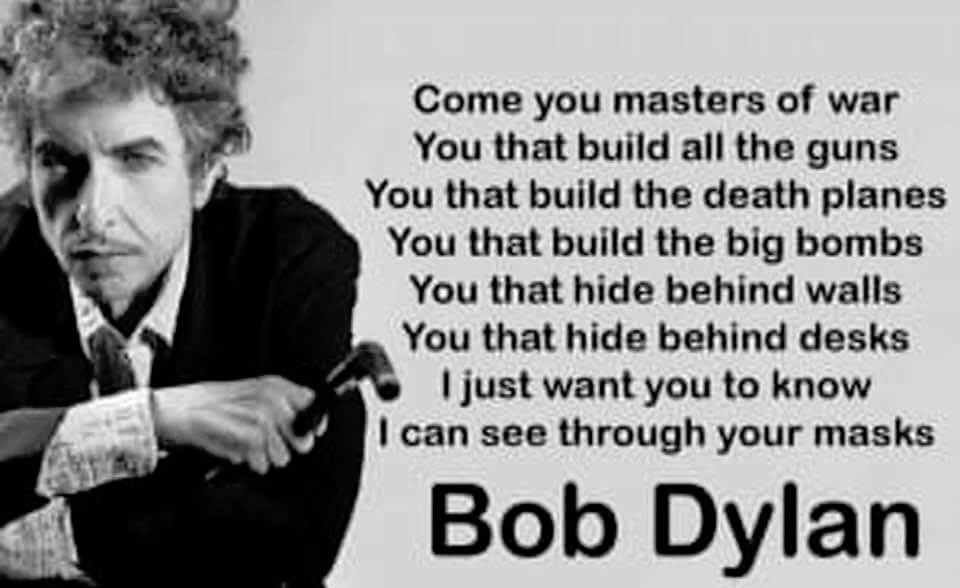 Come you masters of war
You that build all the guns
You that build the death planes
You that build the big bombs
You that hide behind walls
You that hide behind desks
I just want you to know
I can see through your masks
Bob Dylan